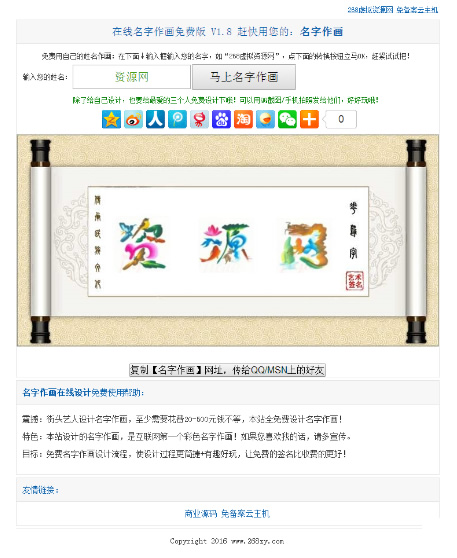 268虚拟资源网 免备案云主机
在线名字作画免费版 V1.8 赶快用您的：名字作画
免费用自己的姓名作画：在下面输入框输入您的名字，如“268虚拟资源网”，点下面的转换按钮立马OK：赶紧试试把！
输入您的姓名： 资源网 马上名字作画
除了给自己设计，也要给最爱的三个人免费设计下啦！可以用QQ截图/手机拍照发给他们，好好玩哦！
淘
0
资源网
艺术签名
复制【名字作画】网址，传给QQ/MSN上的好友
名字作画在线设计免费使用帮助：
震撼：街头艺人设计名字作画，至少需要花费20-500元钱不等，本站全免费设计名字作画！
特色：本站设计的名字作画，是互联网第一个彩色名字作画！如果您喜欢我的话，请多宣传。
目标：免费名字作画设计流程，使设计过程更简捷+有趣好玩，让免费的签名比收费的更好！
友情链接：
商业源码 免备案云主机
Copyright 2016 www.268xy.com